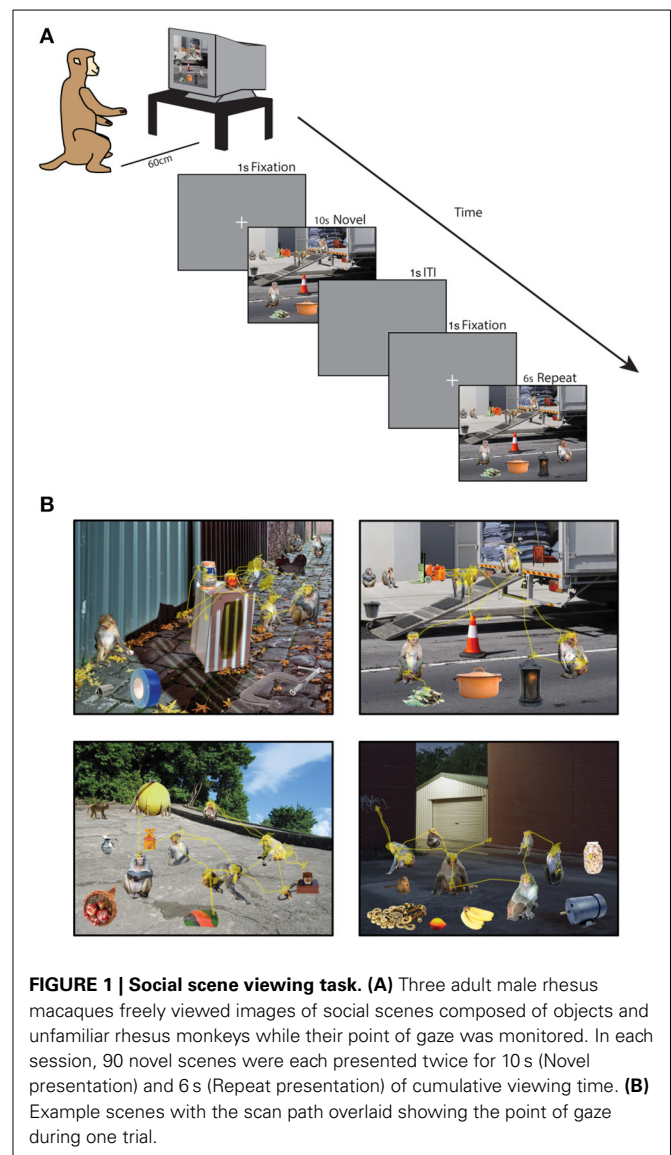 A
60cm
1s Fixation
10s Novel
Time
1s ITI
1s Fixation
6s Repeat
B
FIGURE 1 | Social scene viewing task. (A) Three adult male rhesus
macaques freely viewed images of social scenes composed of objects and
unfamiliar rhesus monkeys while their point of gaze was monitored. In each
session, 90 novel scenes were each presented twice for 10 s (Novel
presentation) and 6 s (Repeat presentation) of cumulative viewing time. (B)
Example scenes with the scan path overlaid showing the point of gaze
during one trial.